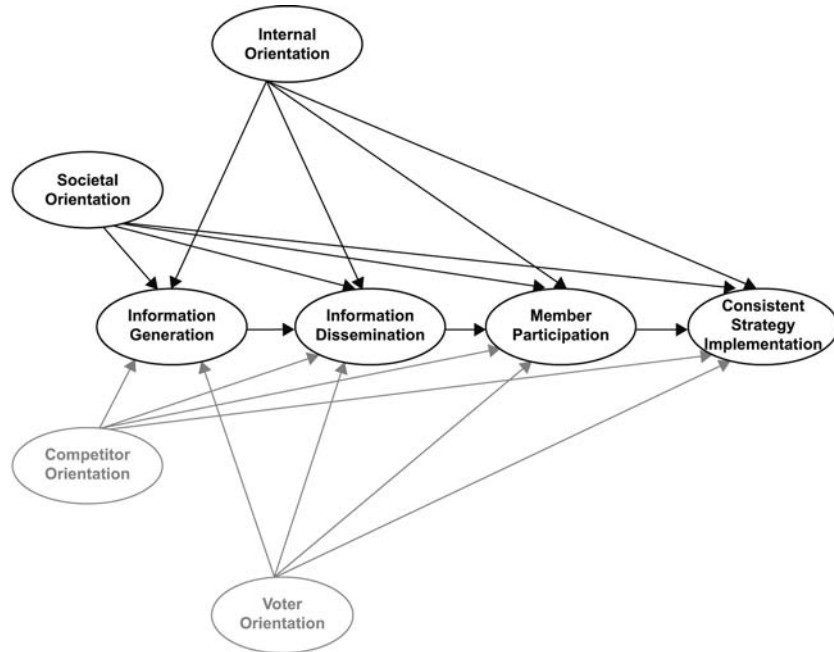 Internal
Orientation
Societal
Orientation
Information
Generation
Information
Dissemination
Member
Participation
Consistent
Strategy
Implementation
Competitor
Orientation
Voter
Orientation